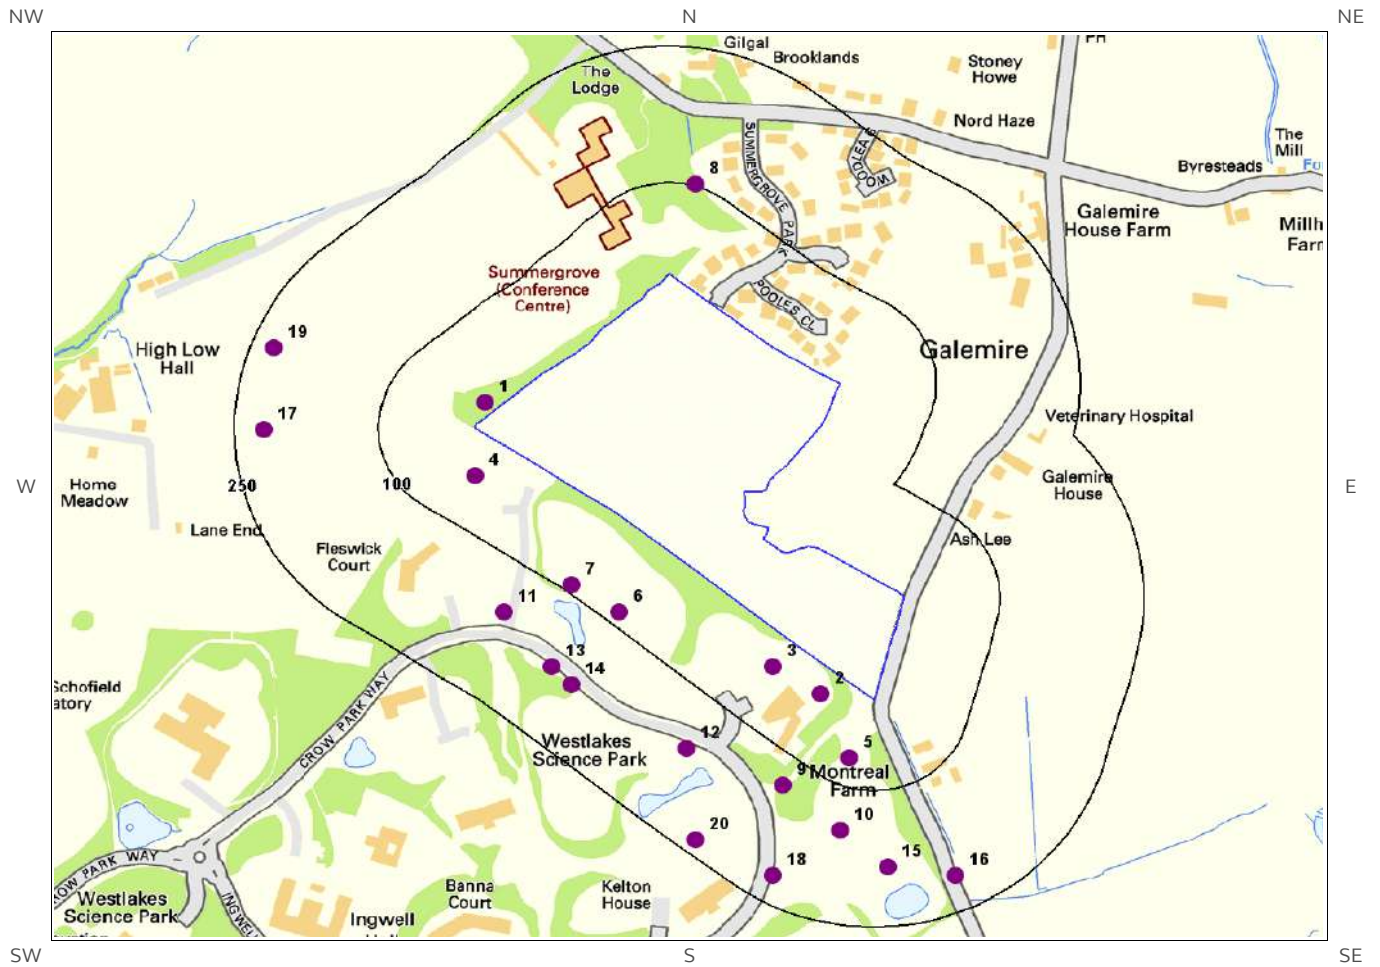 NW
N
NE
Gilgal
Brooklands
PH
The
Lodge
Stoney
Howe
Nord Haze
The
Mill
SUMMERGROVE PARK
WOODLEA
8
Byresteads
Galemire
House Farm
Millh
Farr
Summergrove
(Conference
Centre)
POOLES CL
19
High Low
Hall
Galemire
1
17
Veterinary Hospital
4
W
Home
Meadow
250
100
Galemire
House
E
Lane End
Ash Lee
Fleswick
Court
7
11
6
13
14
3
2
Schofield
atory
CROW PARK WAY
12
Westlakes
Science Park
5
9
Montreal
Farm
10
20
18
15
16
OW PARK WAY
Westlakes
Science Park
INGWELL
Banna
Court
Kelton
House
Ingwell
SW
S
SE